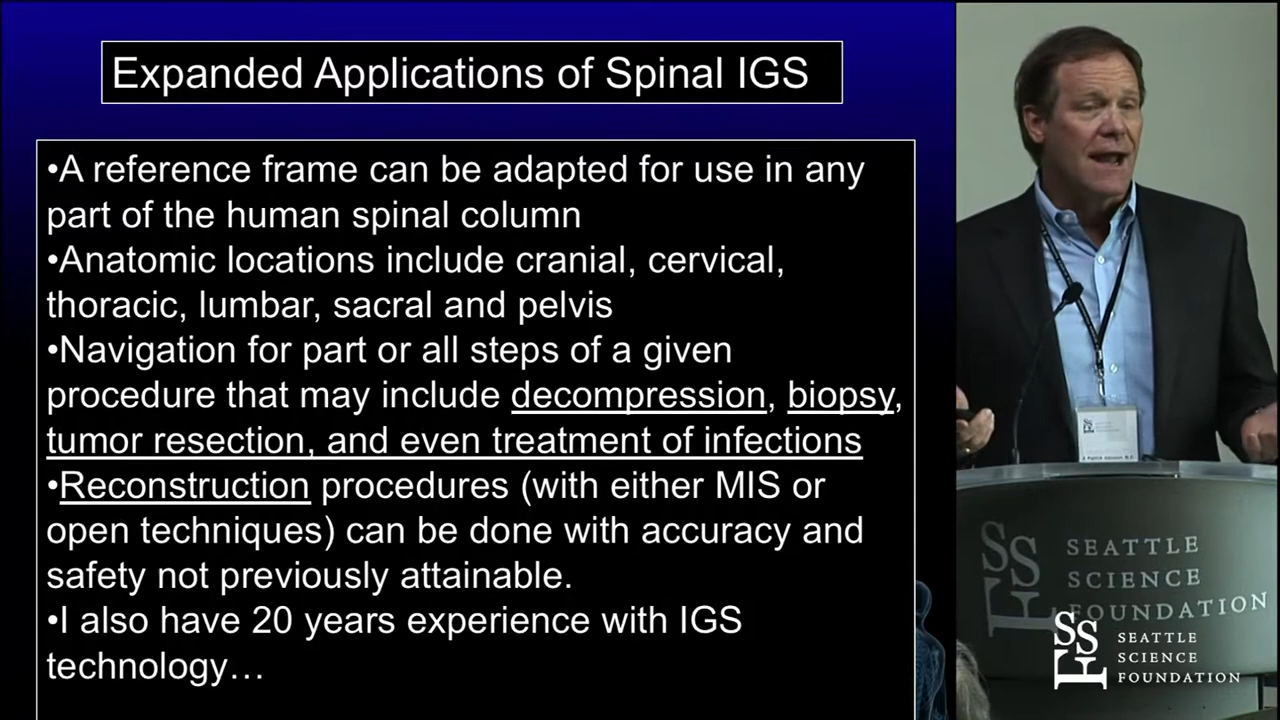 Expanded Applications of Spinal IGS
•A reference frame can be adapted for use in any
part of the human spinal column
•Anatomic locations include cranial, cervical,
thoracic, lumbar, sacral and pelvis
•Navigation for part or all steps of a given
procedure that may include decompression, biopsy,
tumor resection, and even treatment of infections
•Reconstruction procedures (with either MIS or
open techniques) can be done with accuracy and
safety not previously attainable.
•I also have 20 years experience with IGS
technology…
SSF
SEATTLE
SCIENCE
FOUNDATION
SSF
SEATTLE
SCIENCE
FOUNDATION